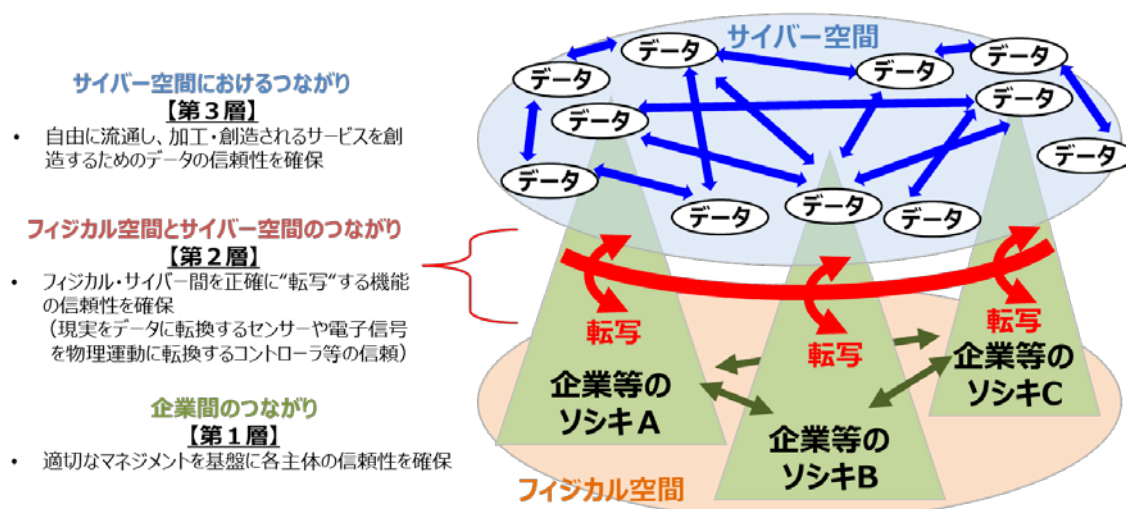 サイバー空間におけるつながり
【第３層】
• 自由に流通し、加工・創造されるサービスを創
造するためのデータの信頼性を確保
フィジカル空間とサイバー空間のつながり
【第２層】
• フィジカル・サイバー間を正確に“転写“する機能
の信頼性を確保
（現実をデータに転換するセンサーや電子信号
を物理運動に転換するコントローラ等の信頼）
企業間のつながり
【第１層】
• 適切なマネジメントを基盤に各主体の信頼性を確保
サイバー空間
データ
データ
データ
データ
データ
データ
データ
データ
データ
データ
データ
転写
転写
転写
企業等の
ソシキA
企業等の
ソシキB
企業等の
ソシキC
フィジカル空間